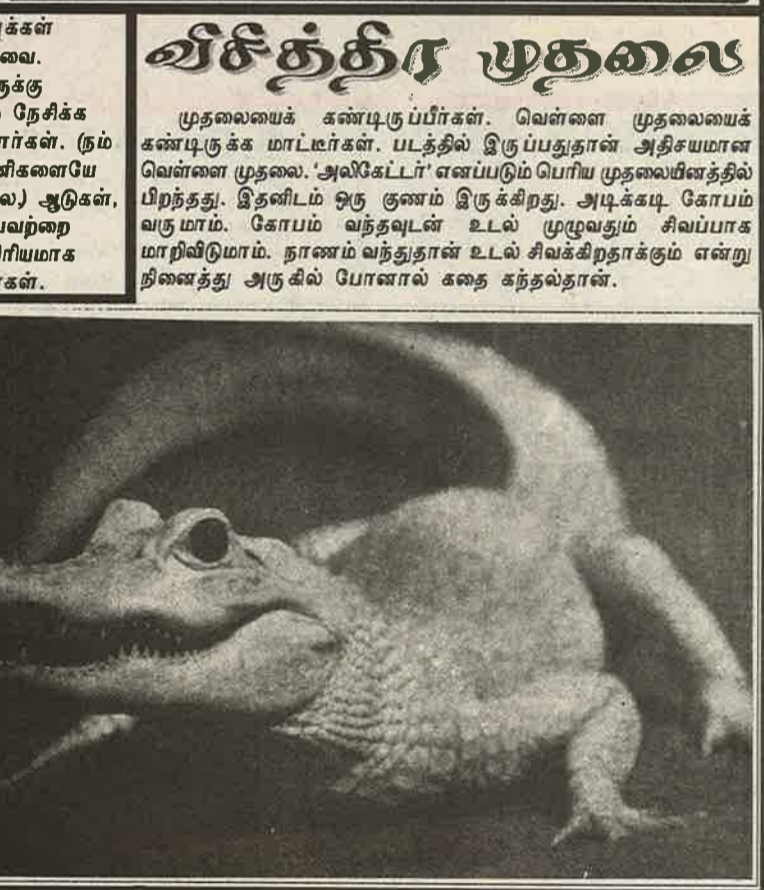 க்கள்
வை.
ருக்கு
நேசிக்க
ார்கள். (நம்
னிகளையே
ல.) ஆடுகள்,
பவற்றை
ரியமாக
கள்.
விசித்திர முதலை
முதலையைக் கண்டிருப்பீர்கள். வெள்ளை முதலையைக்
கண்டிருக்க மாட்டீர்கள். படத்தில் இருப்பதுதான் அதிசயமான
வெள்ளை முதலை. 'அலிகேட்டர்' எனப்படும் பெரிய முதலையினத்தில்
பிறந்தது. இதனிடம் ஒரு குணம் இருக்கிறது. அடிக்கடி கோபம்
வருமாம். கோபம் வந்தவுடன் உடல் முழுவதும் சிவப்பாக
மாறிவிடுமாம். நாணம் வந்துதான் உடல் சிவக்கிறதாக்கும் என்று
நினைத்து அருகில் போனால் கதை கந்தல்தான்.